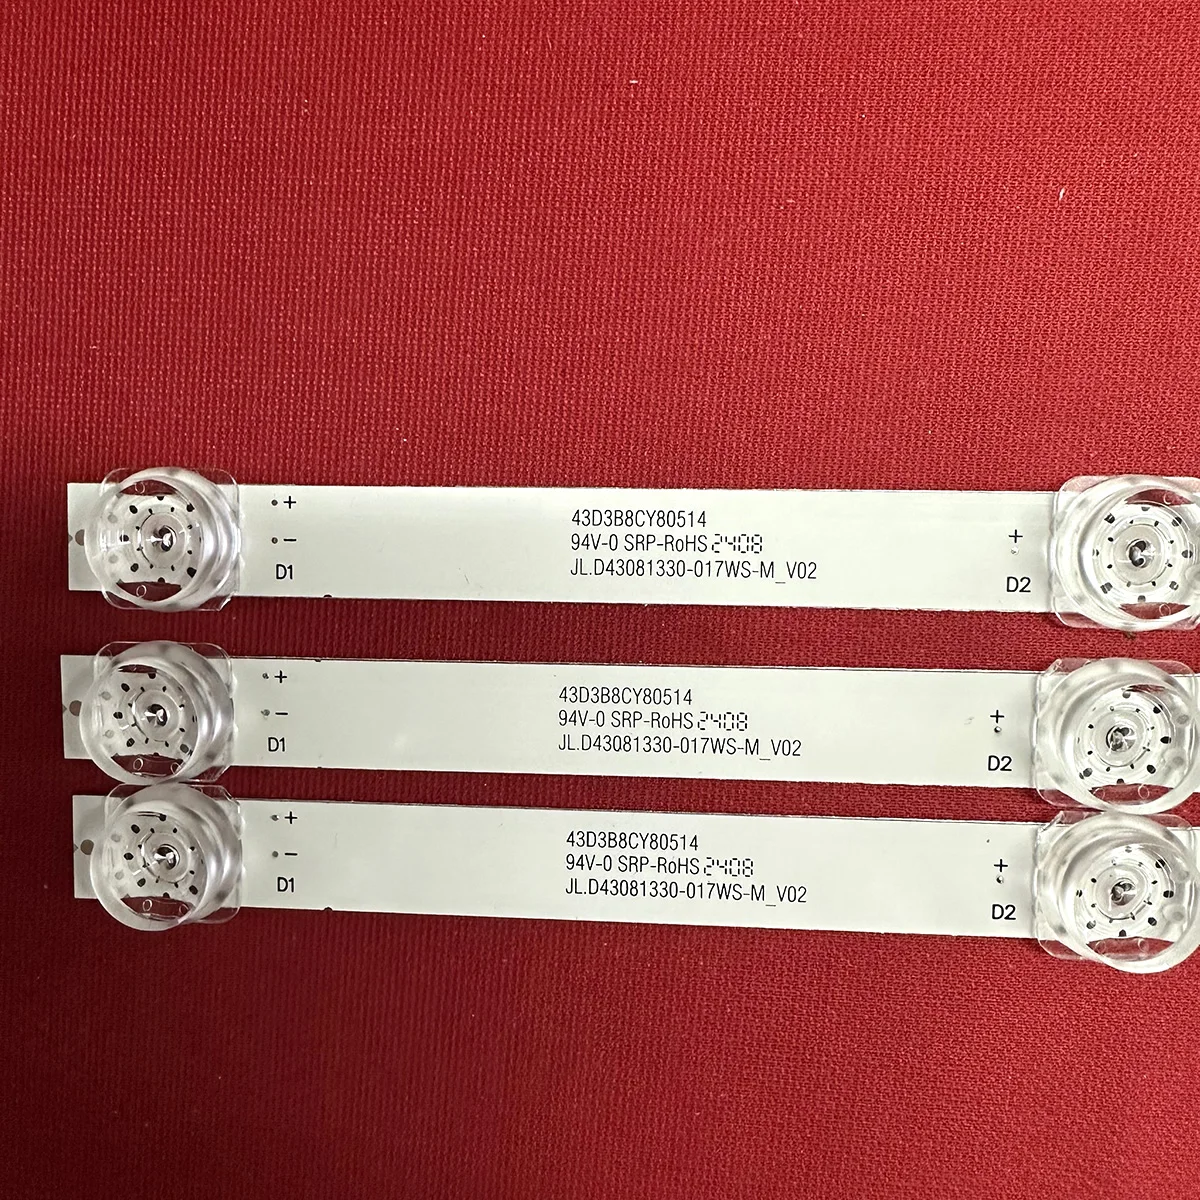 +
43D3B8CY80514
94V-0 SRP-RoHS 2408
+
−
JL.D43081330-017WS-M_V02
D1
D2
+
43D3B8CY80514
94V-0 SRP-RoHS 2408
+
−
JL.D43081330-017WS-M_V02
D1
D2
+
43D3B8CY80514
94V-0 SRP-RoHS 2408
+
−
JL.D43081330-017WS-M_V02
D1
D2